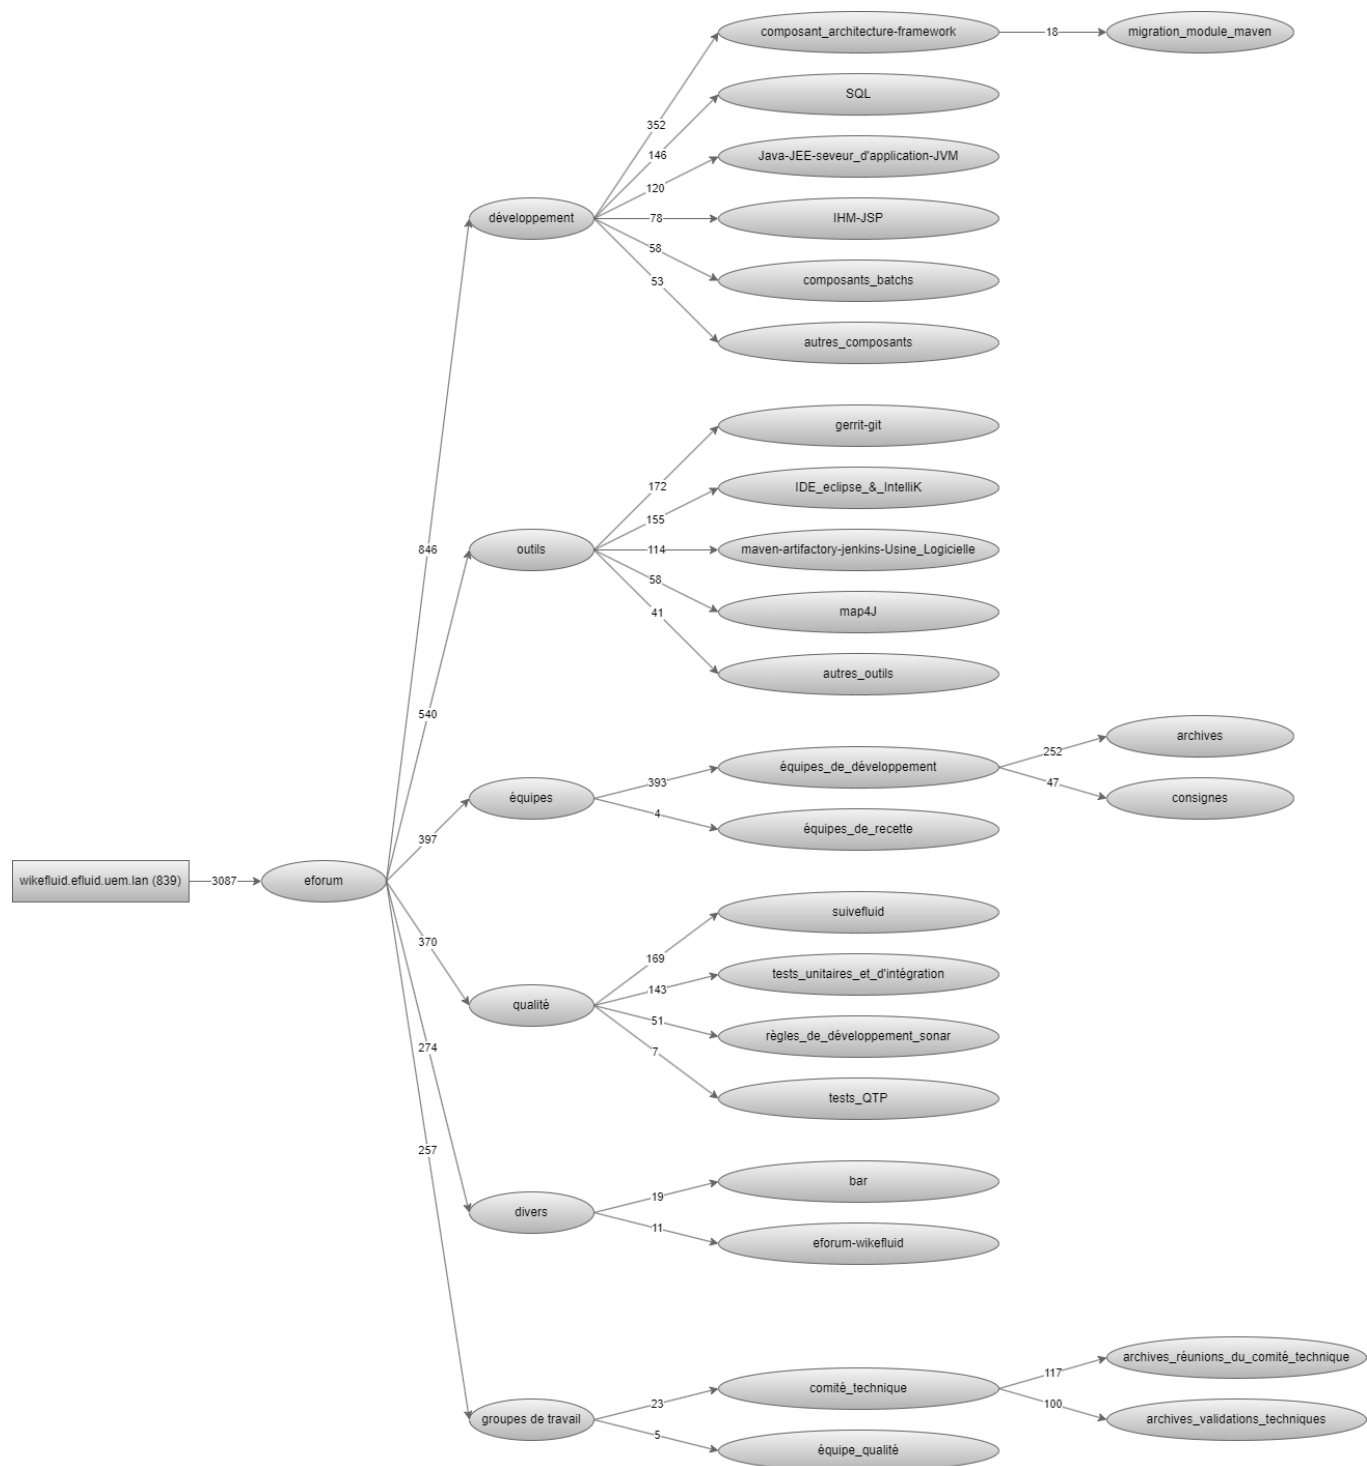 composant_architecture-framework
18
migration_module_maven
SQL
352
146
Java-JEE-seveur_d'application-JVM
120
développement
78
IHM-JSP
58
composants_batchs
53
autres_composants
gerrit-git
172
IDE_eclipse_&_IntelliK
155
846
outils
114
maven-artifactory-jenkins-Usine_Logicielle
58
map4J
41
autres_outils
540
archives
252
équipes_de_développement
393
47
équipes
consignes
4
équipes_de_recette
397
wikefluid.efluid.uem.lan (839)
3087
eforum
suivefluid
370
169
tests_unitaires_et_d'intégration
143
qualité
51
règles_de_développement_sonar
274
7
tests_QTP
257
bar
19
divers
11
eforum-wikefluid
archives_réunions_du_comité_technique
117
comité_technique
23
100
groupes de travail
archives_validations_techniques
5
équipe_qualité